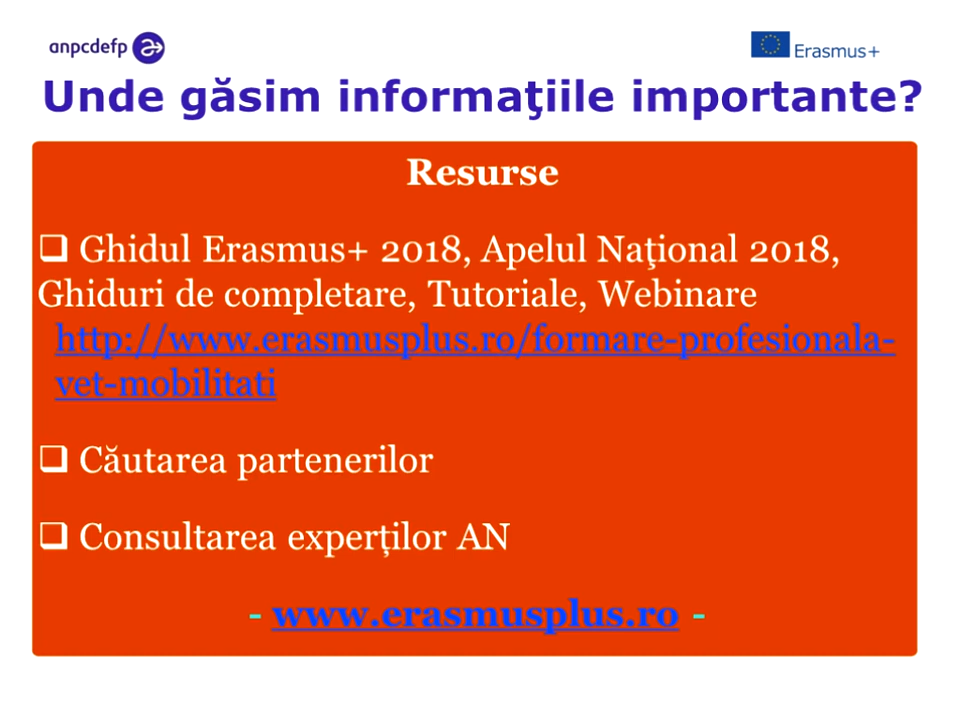 anpcdefp
Erasmus+
Unde găsim informaţiile importante?
Resurse
Ghidul Erasmus+ 2018, Apelul Naţional 2018,
Ghiduri de completare, Tutoriale, Webinare
http://www.erasmusplus.ro/formare-profesionala-
vet-mobilitati
Căutarea partenerilor
Consultarea experților AN
- www.erasmusplus.ro -